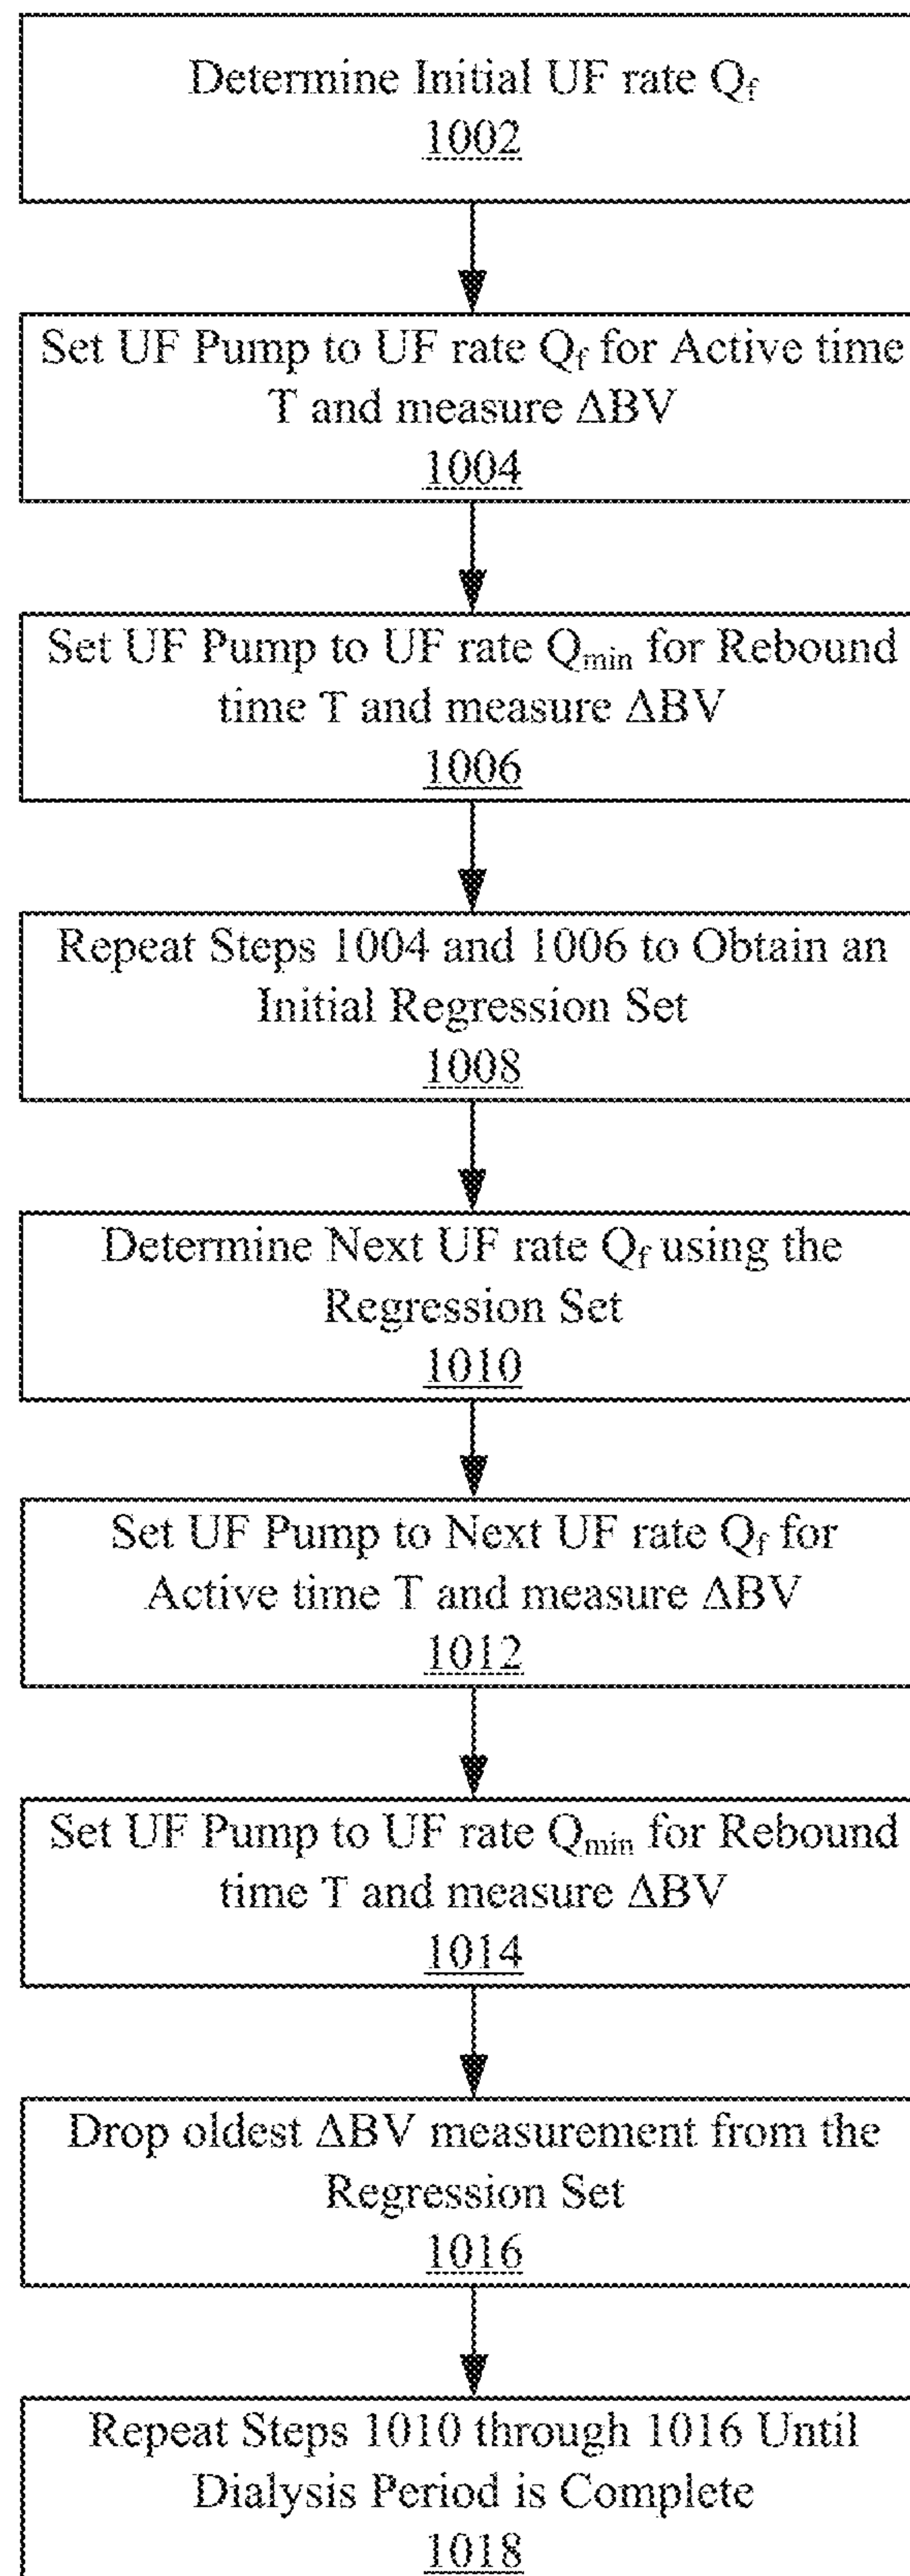 Determine Initial UF rate Qf
1002
Set UF Pump to UF rate Qf for Active time
T and measure ΔBV
1004
Set UF Pump to UF rate Qmin for Rebound
time T and measure ΔBV
1006
Repeat Steps 1004 and 1006 to Obtain an
Initial Regression Set
1008
Determine Next UF rate Qf using the
Regression Set
1010
Set UF Pump to Next UF rate Qf for
Active time T and measure ΔBV
1012
Set UF Pump to UF rate Qmin for Rebound
time T and measure ΔBV
1014
Drop oldest ΔBV measurement from the
Regression Set
1016
Repeat Steps 1010 through 1016 Until
Dialysis Period is Complete
1018